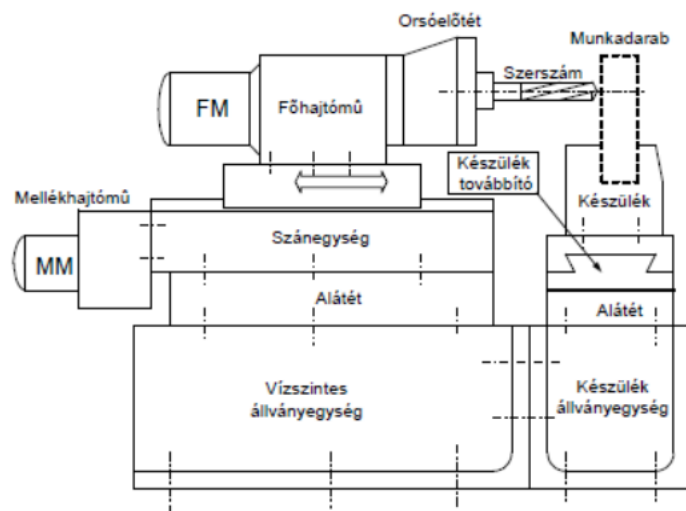 Orsóelőtét
Munkadarab
Szerszám
FM
Főhajtómű
Készülék
továbbító
Mellékhajtómű
Készülék
Szánegység
MM
Alátét
Alátét
Vízszintes
állványegység
Készülék
állványegység